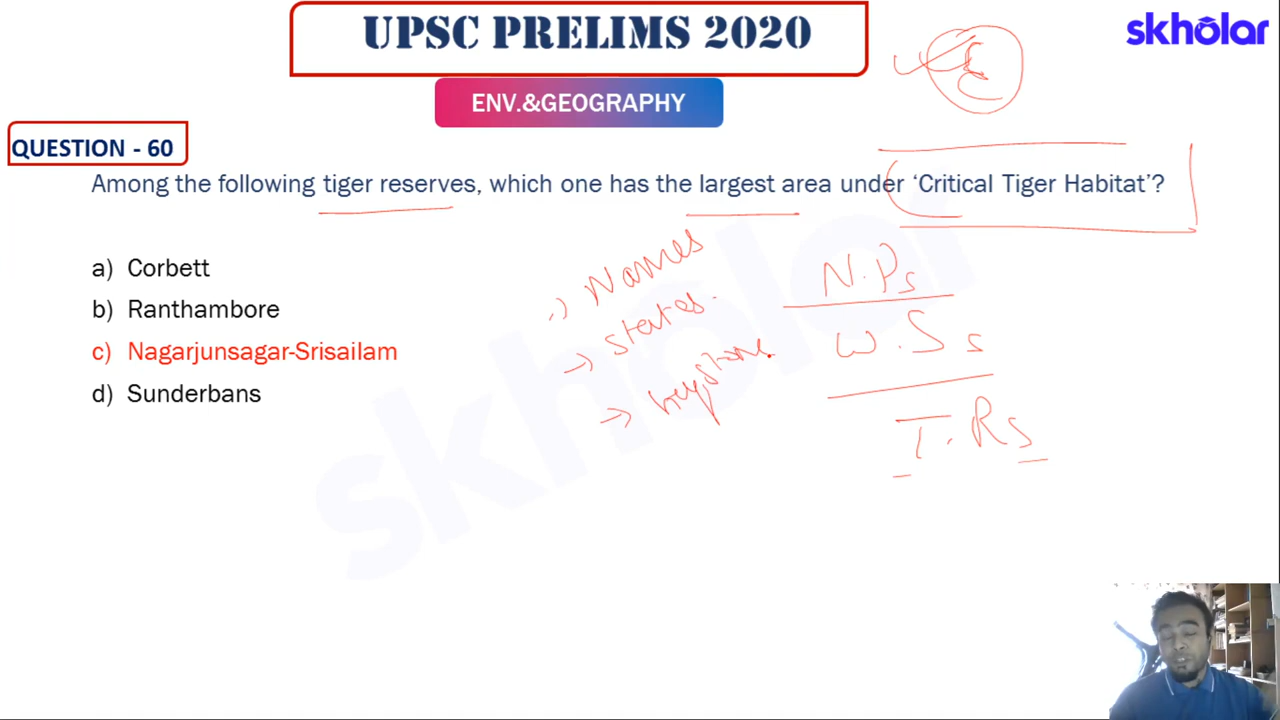 UPSC PRELIMS 2020
skholar
ENV.&GEOGRAPHY
QUESTION - 60
Among the following tiger reserves, which one has the largest area under ‘Critical Tiger Habitat’?
a) Corbett
b) Ranthambore
c) Nagarjunsagar-Srisailam
d) Sunderbans
-> Names
-> states.
-> keystone
N.Ps
W.Ss
T.Rs
skholar